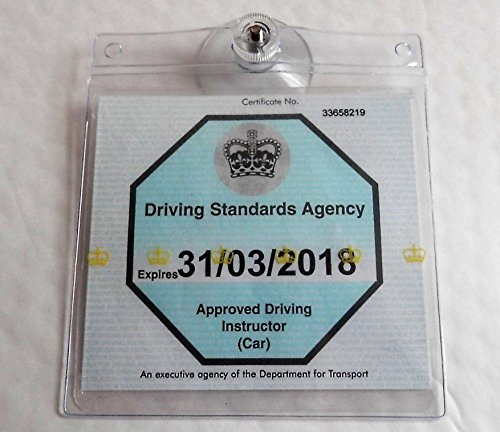 Certificate No.
33658219
Driving Standards Agency
Expires 31/03/2018
Approved Driving
Instructor
(Car)
An executive agency of the Department for Transport